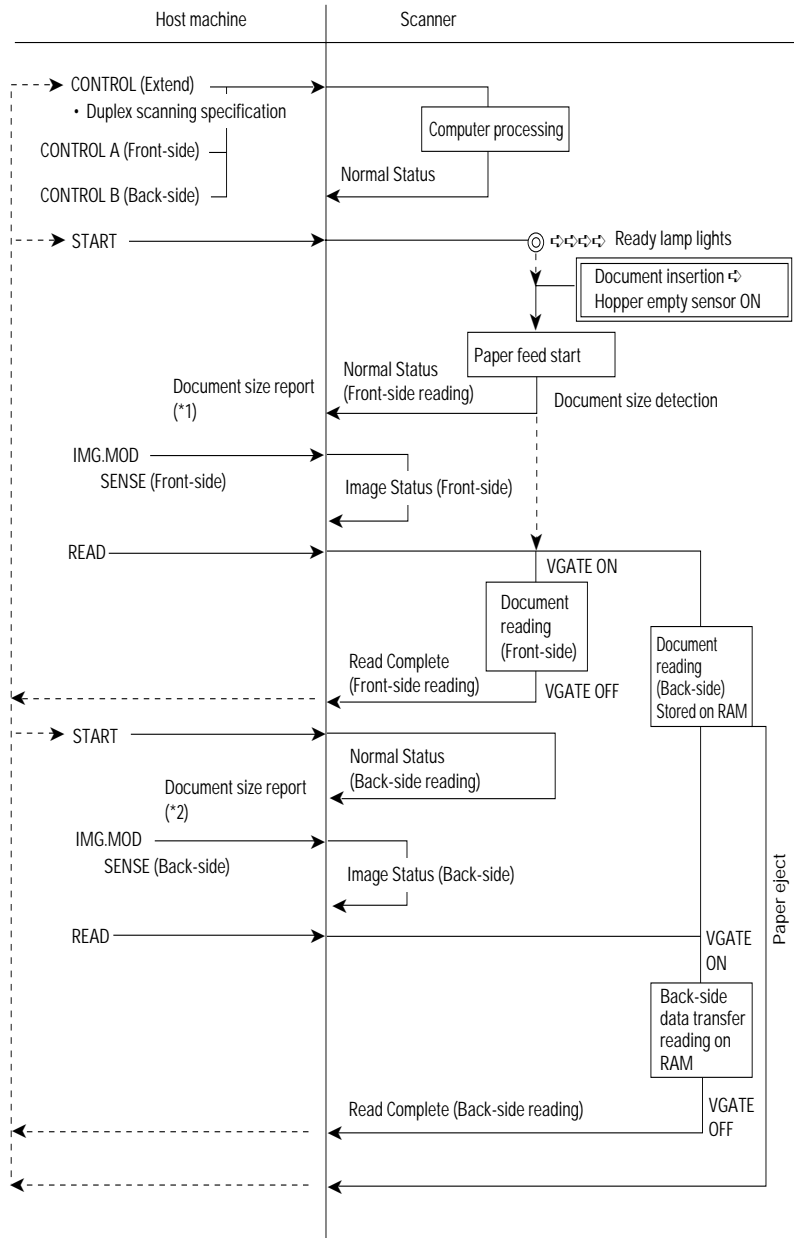 Host machine
Scanner
CONTROL (Extend)
• Duplex scanning specification
Computer processing
CONTROL A (Front-side)
Normal Status
CONTROL B (Back-side)
START
Ready lamp lights
Document insertion ➪
Hopper empty sensor ON
Paper feed start
Normal Status
(Front-side reading)
Document size report
(*1)
Document size detection
IMG.MOD
SENSE (Front-side)
Image Status (Front-side)
READ
VGATE ON
Document
reading
(Front-side)
Document
reading
(Back-side)
Stored on RAM
Read Complete
(Front-side reading)
VGATE OFF
START
Normal Status
(Back-side reading)
Document size report
(*2)
IMG.MOD
SENSE (Back-side)
Image Status (Back-side)
Paper eject
READ
VGATE
ON
Back-side
data transfer
reading on
RAM
Read Complete (Back-side reading)
VGATE
OFF